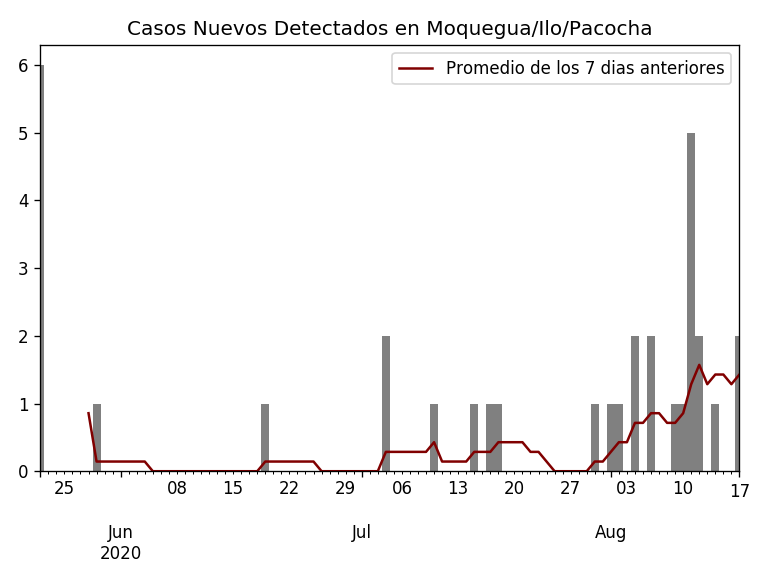 Casos Nuevos Detectados en Moquegua/Ilo/Pacocha
Promedio de los 7 dias anteriores
6
5
4
3
2
1
0
25 08 15 22 29 06 13 20 27 03 10 17
Jun Jul Aug
2020